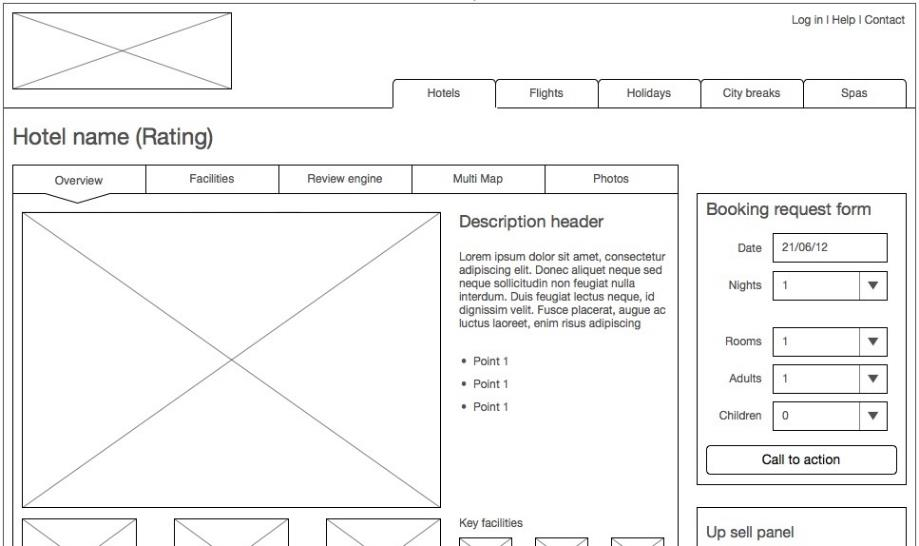 Log in | Help | Contact
Hotels
Flights
Holidays
City breaks
Spas
Hotel name (Rating)
Overview
Facilities
Review engine
Multi Map
Photos
Description header
Lorem ipsum dolor sit amet, consectetur
adipiscing elit. Donec aliquet neque sed
neque sollicitudin non feugiat nulla
interdum. Duis feugiat lectus neque, id
dignissim velit. Fusce placerat, augue ac
luctus laoreet, enim risus adipiscing
• Point 1
• Point 1
• Point 1
Key facilities
Booking request form
Date 21/06/12
Nights 1
Rooms 1
Adults 1
Children 0
Call to action
Up sell panel